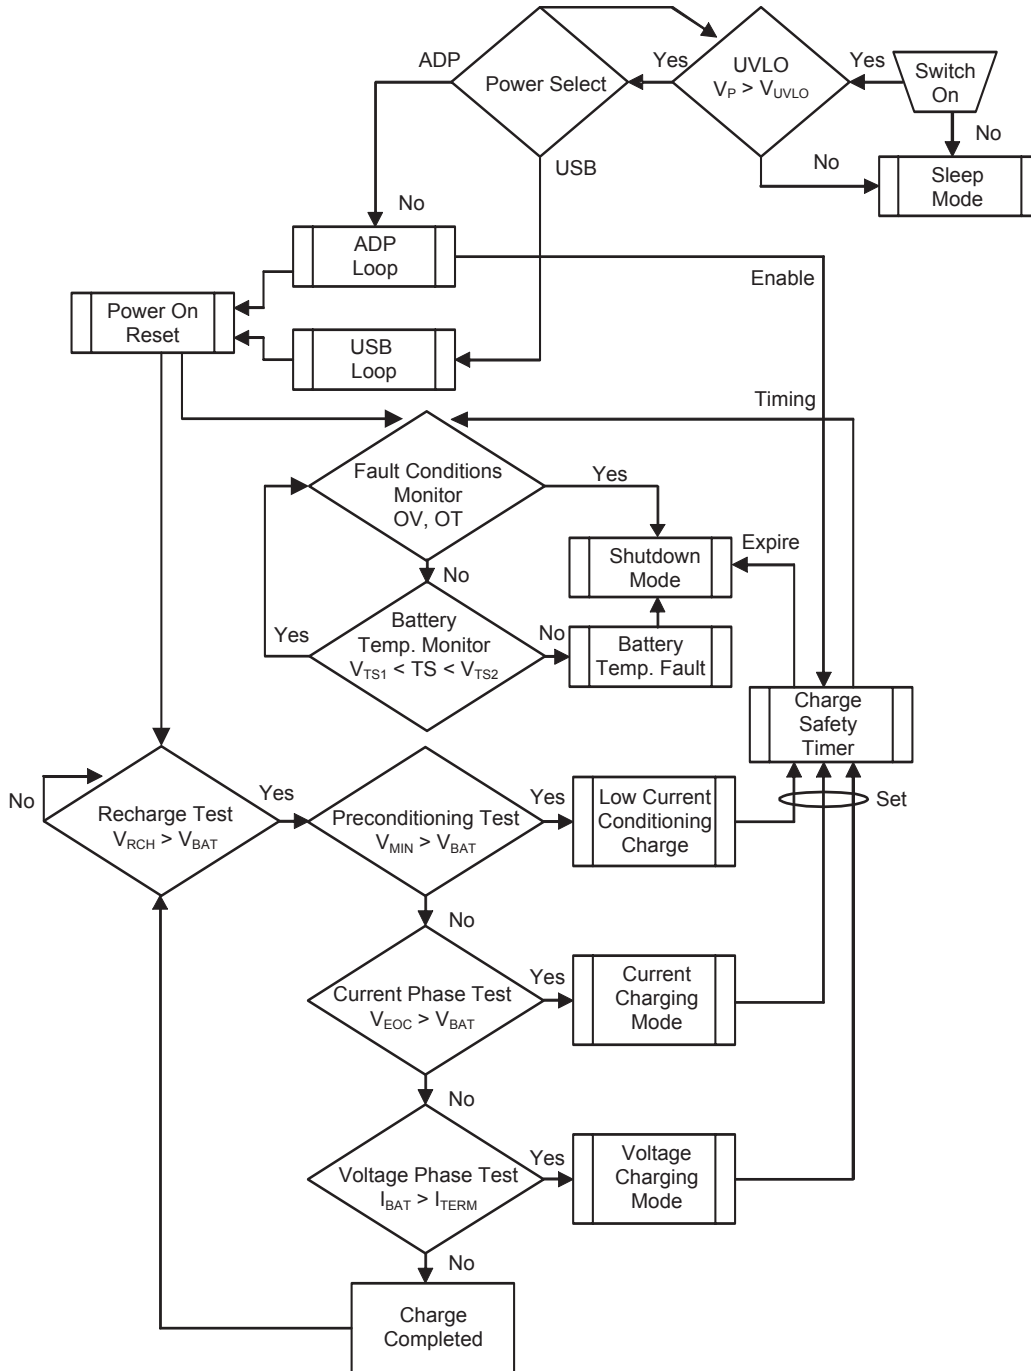 ADP
Power Select
Yes
UVLO
V_P > V_UVLO
Yes
Switch
On
No
USB
No
Sleep
Mode
No
ADP
Loop
Enable
Power On
Reset
USB
Loop
Timing
Fault Conditions
Monitor
OV, OT
Yes
Shutdown
Mode
Expire
No
Yes
Battery
Temp. Monitor
V_TS1 < TS < V_TS2
No
Battery
Temp. Fault
Charge
Safety
Timer
No
Recharge Test
V_RCH > V_BAT
Yes
Preconditioning Test
V_MIN > V_BAT
Yes
Low Current
Conditioning
Charge
Set
No
Current Phase Test
V_EOC > V_BAT
Yes
Current
Charging
Mode
No
Voltage Phase Test
I_BAT > I_TERM
Yes
Voltage
Charging
Mode
No
Charge
Completed